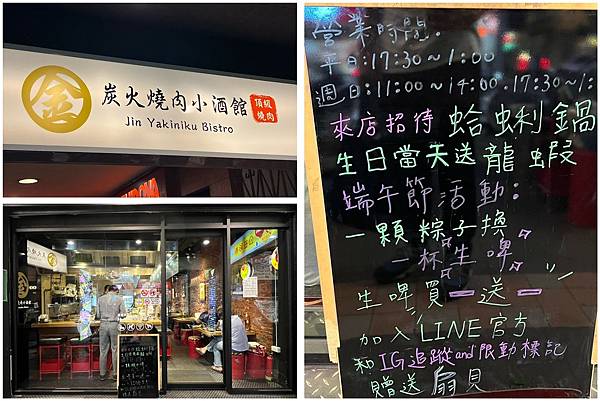 金
炭火燒肉小酒館
Jin Yakiniku Bistro
頂級
燒肉
營業時間.
平日:17:30~1:00
週日:11:00~14:00.17:30~1:
來店招待 蛤蜊鍋
生日當天送龍蝦
端午節活動:
一顆粽子換
一杯生啤
生啤買一送一
加入LINE官方
和IG追蹤and限動標記
贈送扇貝